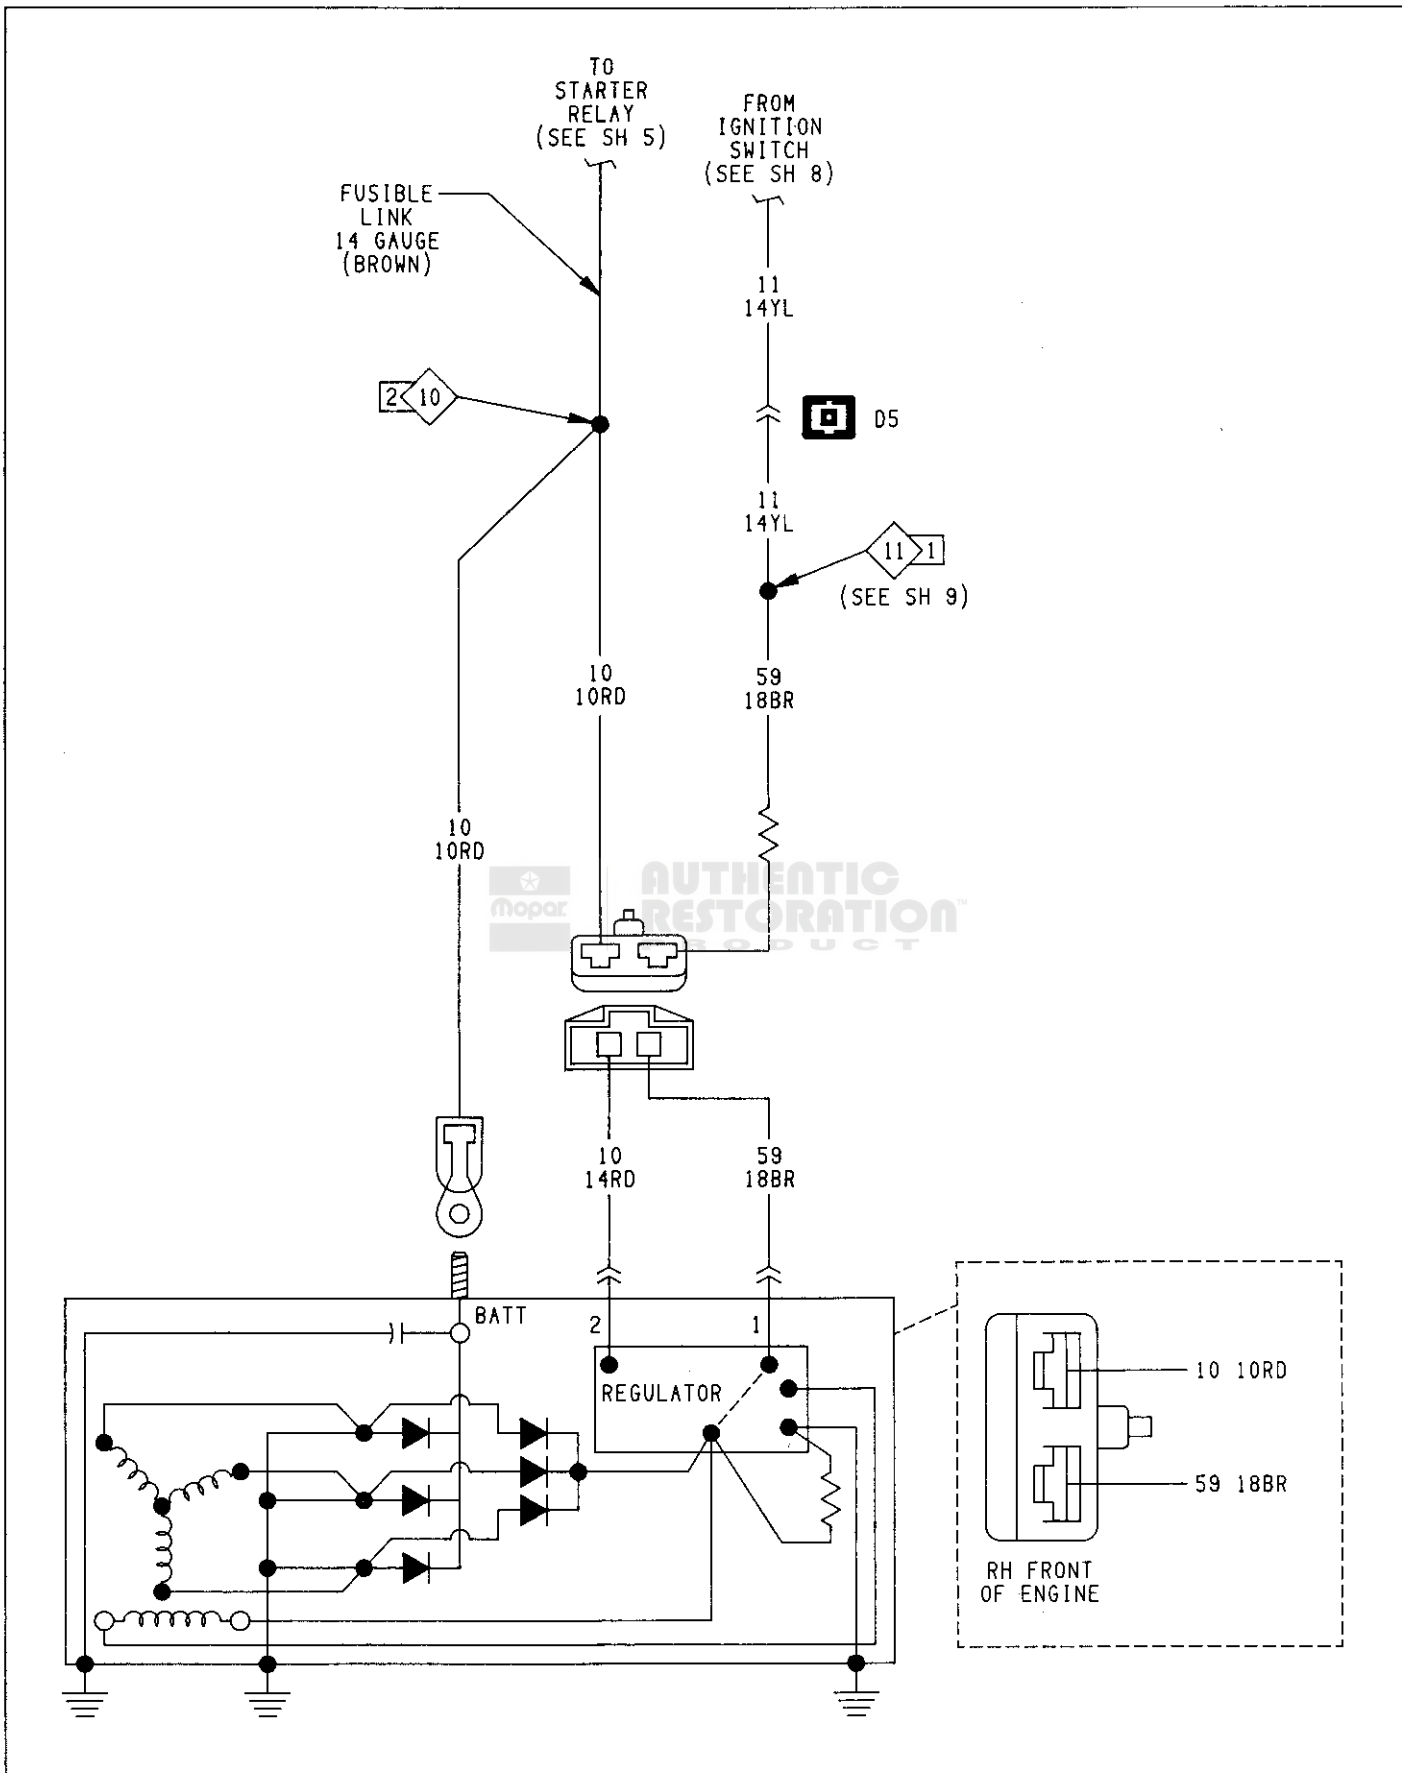 TO
STARTER
RELAY
(SEE SH 5)
FROM
IGNITION
SWITCH
(SEE SH 8)
FUSIBLE
LINK
14 GAUGE
(BROWN)
11
14YL
2 10
D5
11
14YL
11 1
(SEE SH 9)
10
10RD
59
18BR
10
10RD
Mopar
AUTHENTIC
RESTORATION™
PRODUCT
10
14RD
59
18BR
BATT
2
1
REGULATOR
10 10RD
59 18BR
RH FRONT
OF ENGINE